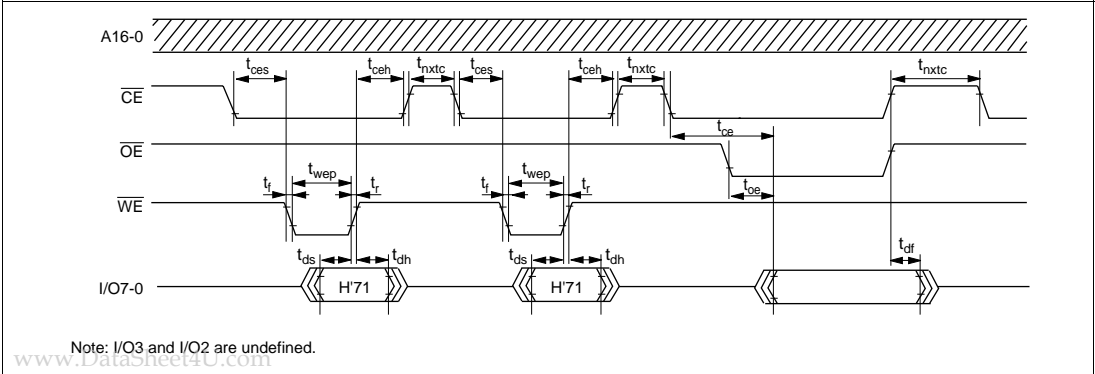 A16-0
tces tceh tnxtc tces tceh tnxtc tnxtc
CE
tce
OE
twep twep
tf tr tf tr toe
WE
tds tdh tds tdh tdf
I/O7-0 H'71 H'71
Note: I/O3 and I/O2 are undefined.
www.DataSheet4U.com